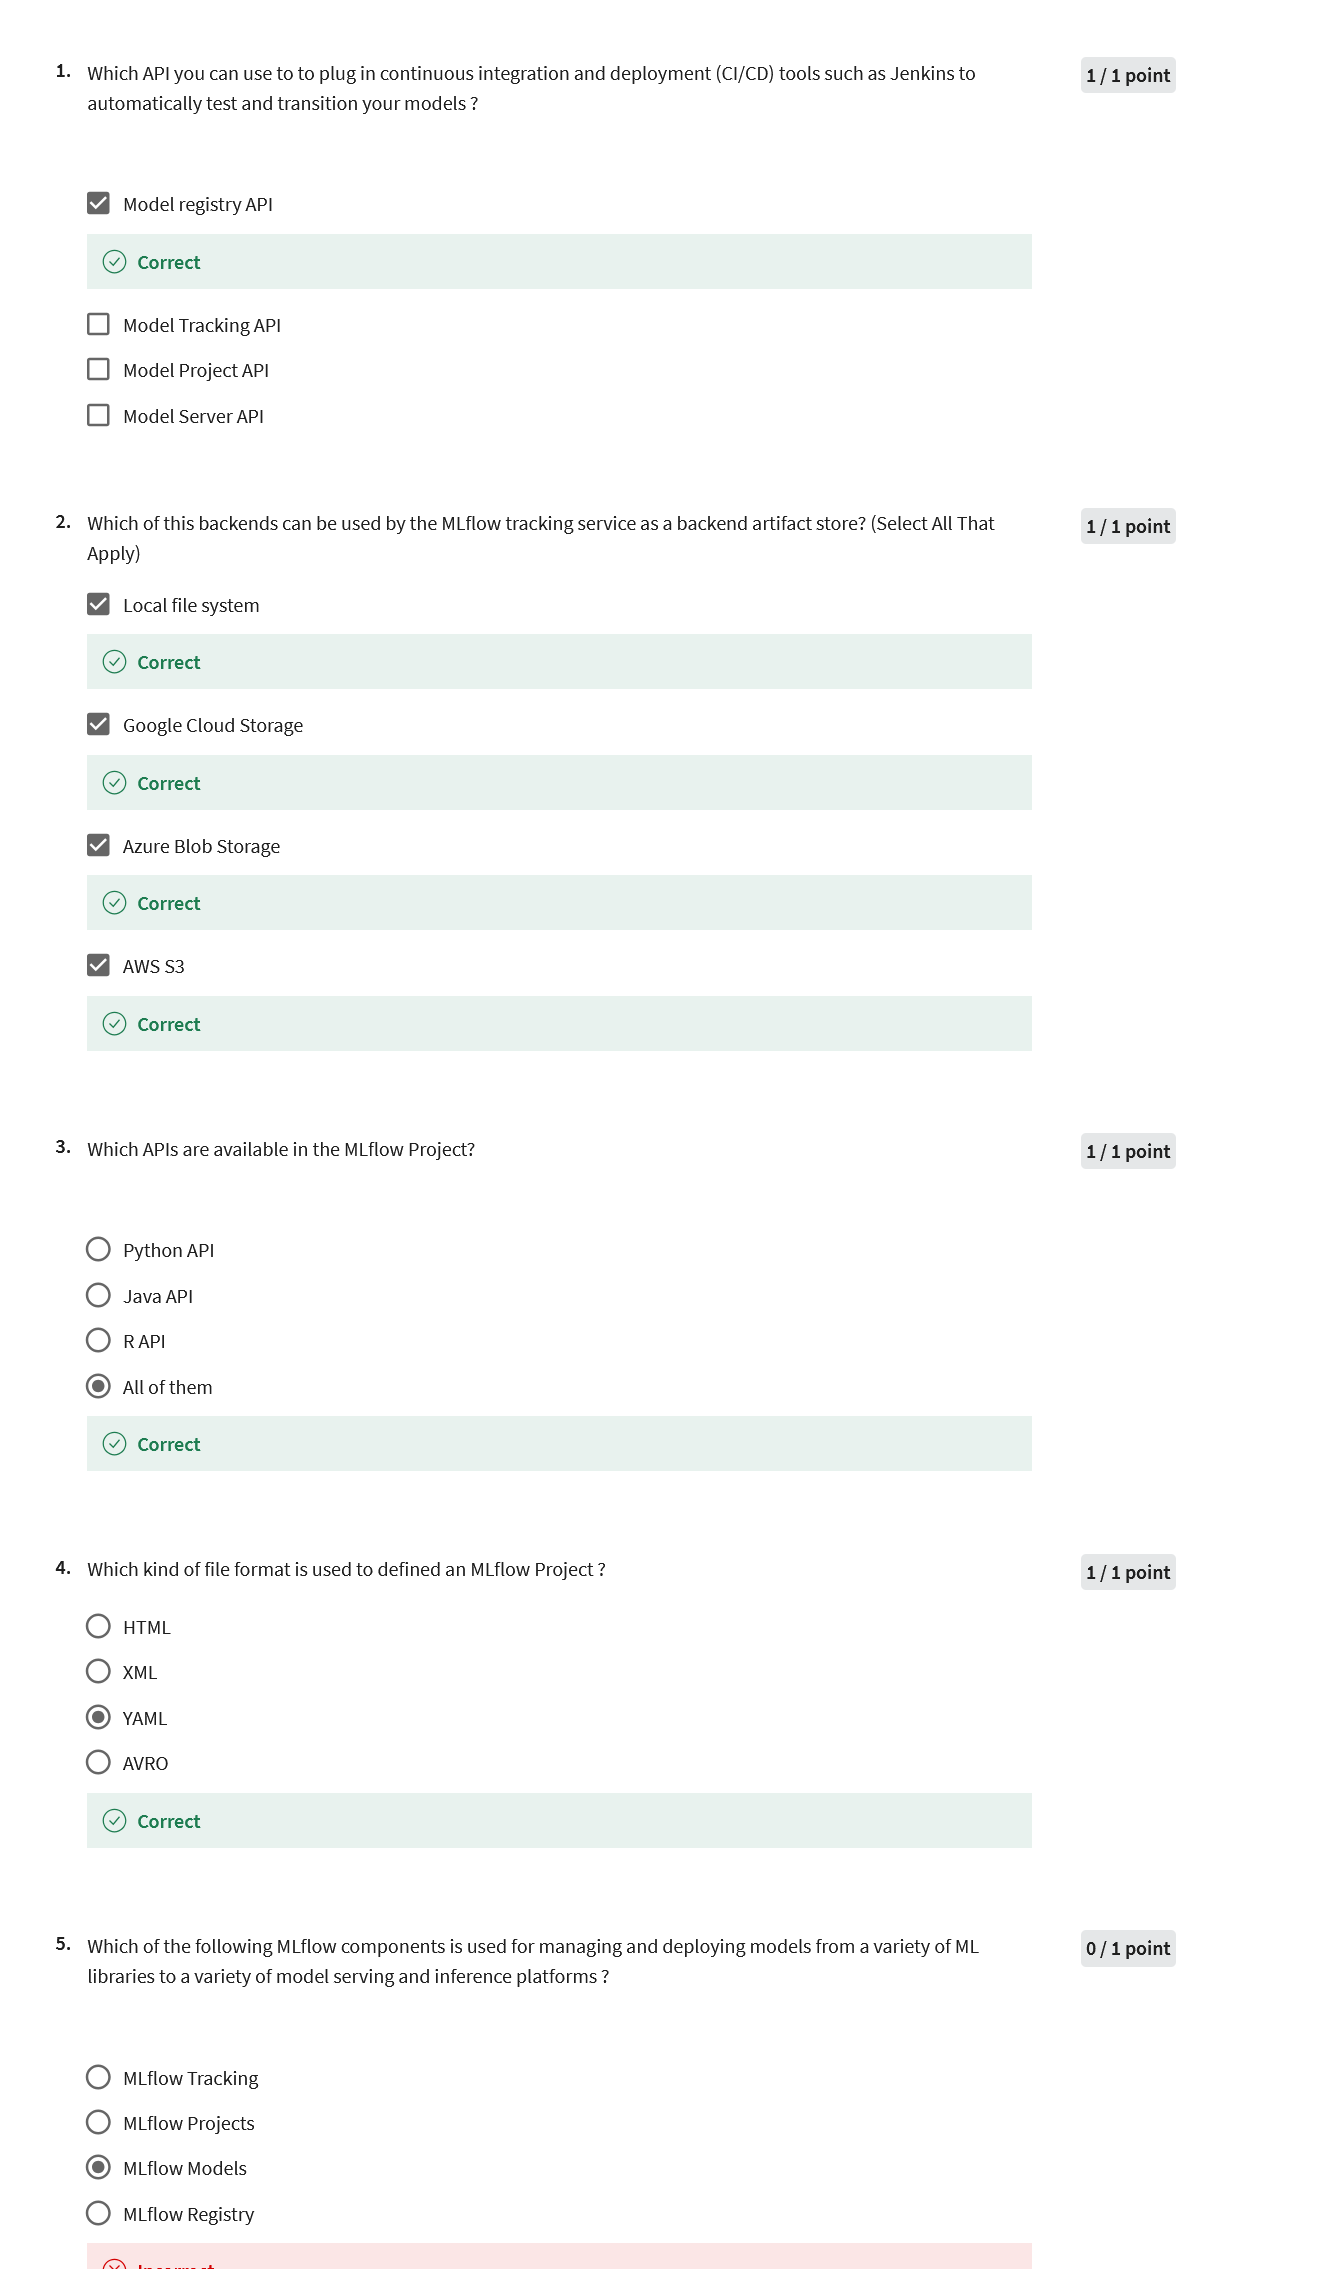 1. Which API you can use to to plug in continuous integration and deployment (CI/CD) tools such as Jenkins to
automatically test and transition your models ?
1 / 1 point
Model registry API
Correct
Model Tracking API
Model Project API
Model Server API
2. Which of this backends can be used by the MLflow tracking service as a backend artifact store? (Select All That
Apply)
1 / 1 point
Local file system
Correct
Google Cloud Storage
Correct
Azure Blob Storage
Correct
AWS S3
Correct
3. Which APIs are available in the MLflow Project?
1 / 1 point
Python API
Java API
R API
All of them
Correct
4. Which kind of file format is used to defined an MLflow Project ?
1 / 1 point
HTML
XML
YAML
AVRO
Correct
5. Which of the following MLflow components is used for managing and deploying models from a variety of ML
libraries to a variety of model serving and inference platforms ?
0 / 1 point
MLflow Tracking
MLflow Projects
MLflow Models
MLflow Registry
Incorrect